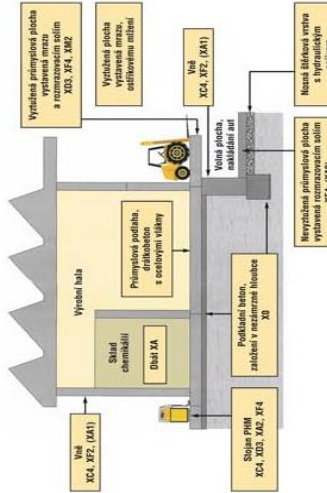 Vně
XC4, XF2, (XA1)
Výrobní hala
Sklad
chemikálií
Dbát XA
Průmyslová podlaha,
drátkobeton
s ocelovými vlákny
Vyztužená průmyslová plocha
vystavená mrazu
a rozmrazovacím solím
XD3, XF4, XM2
Vyztužená plocha,
vystavená mrazu,
ostřikovému mlžení
Vně
XC4, XF2, (XA1)
Volná plocha,
nakládání aut
Stojan PHM
XC4, XD3, XA2, XF4
Podkladní beton,
založení v nezámrzné hloubce
X0
Nevyztužená průmyslová plocha
vystavená rozmrazovacím solím
Nosná štěrková vrstva
s hydraulickým